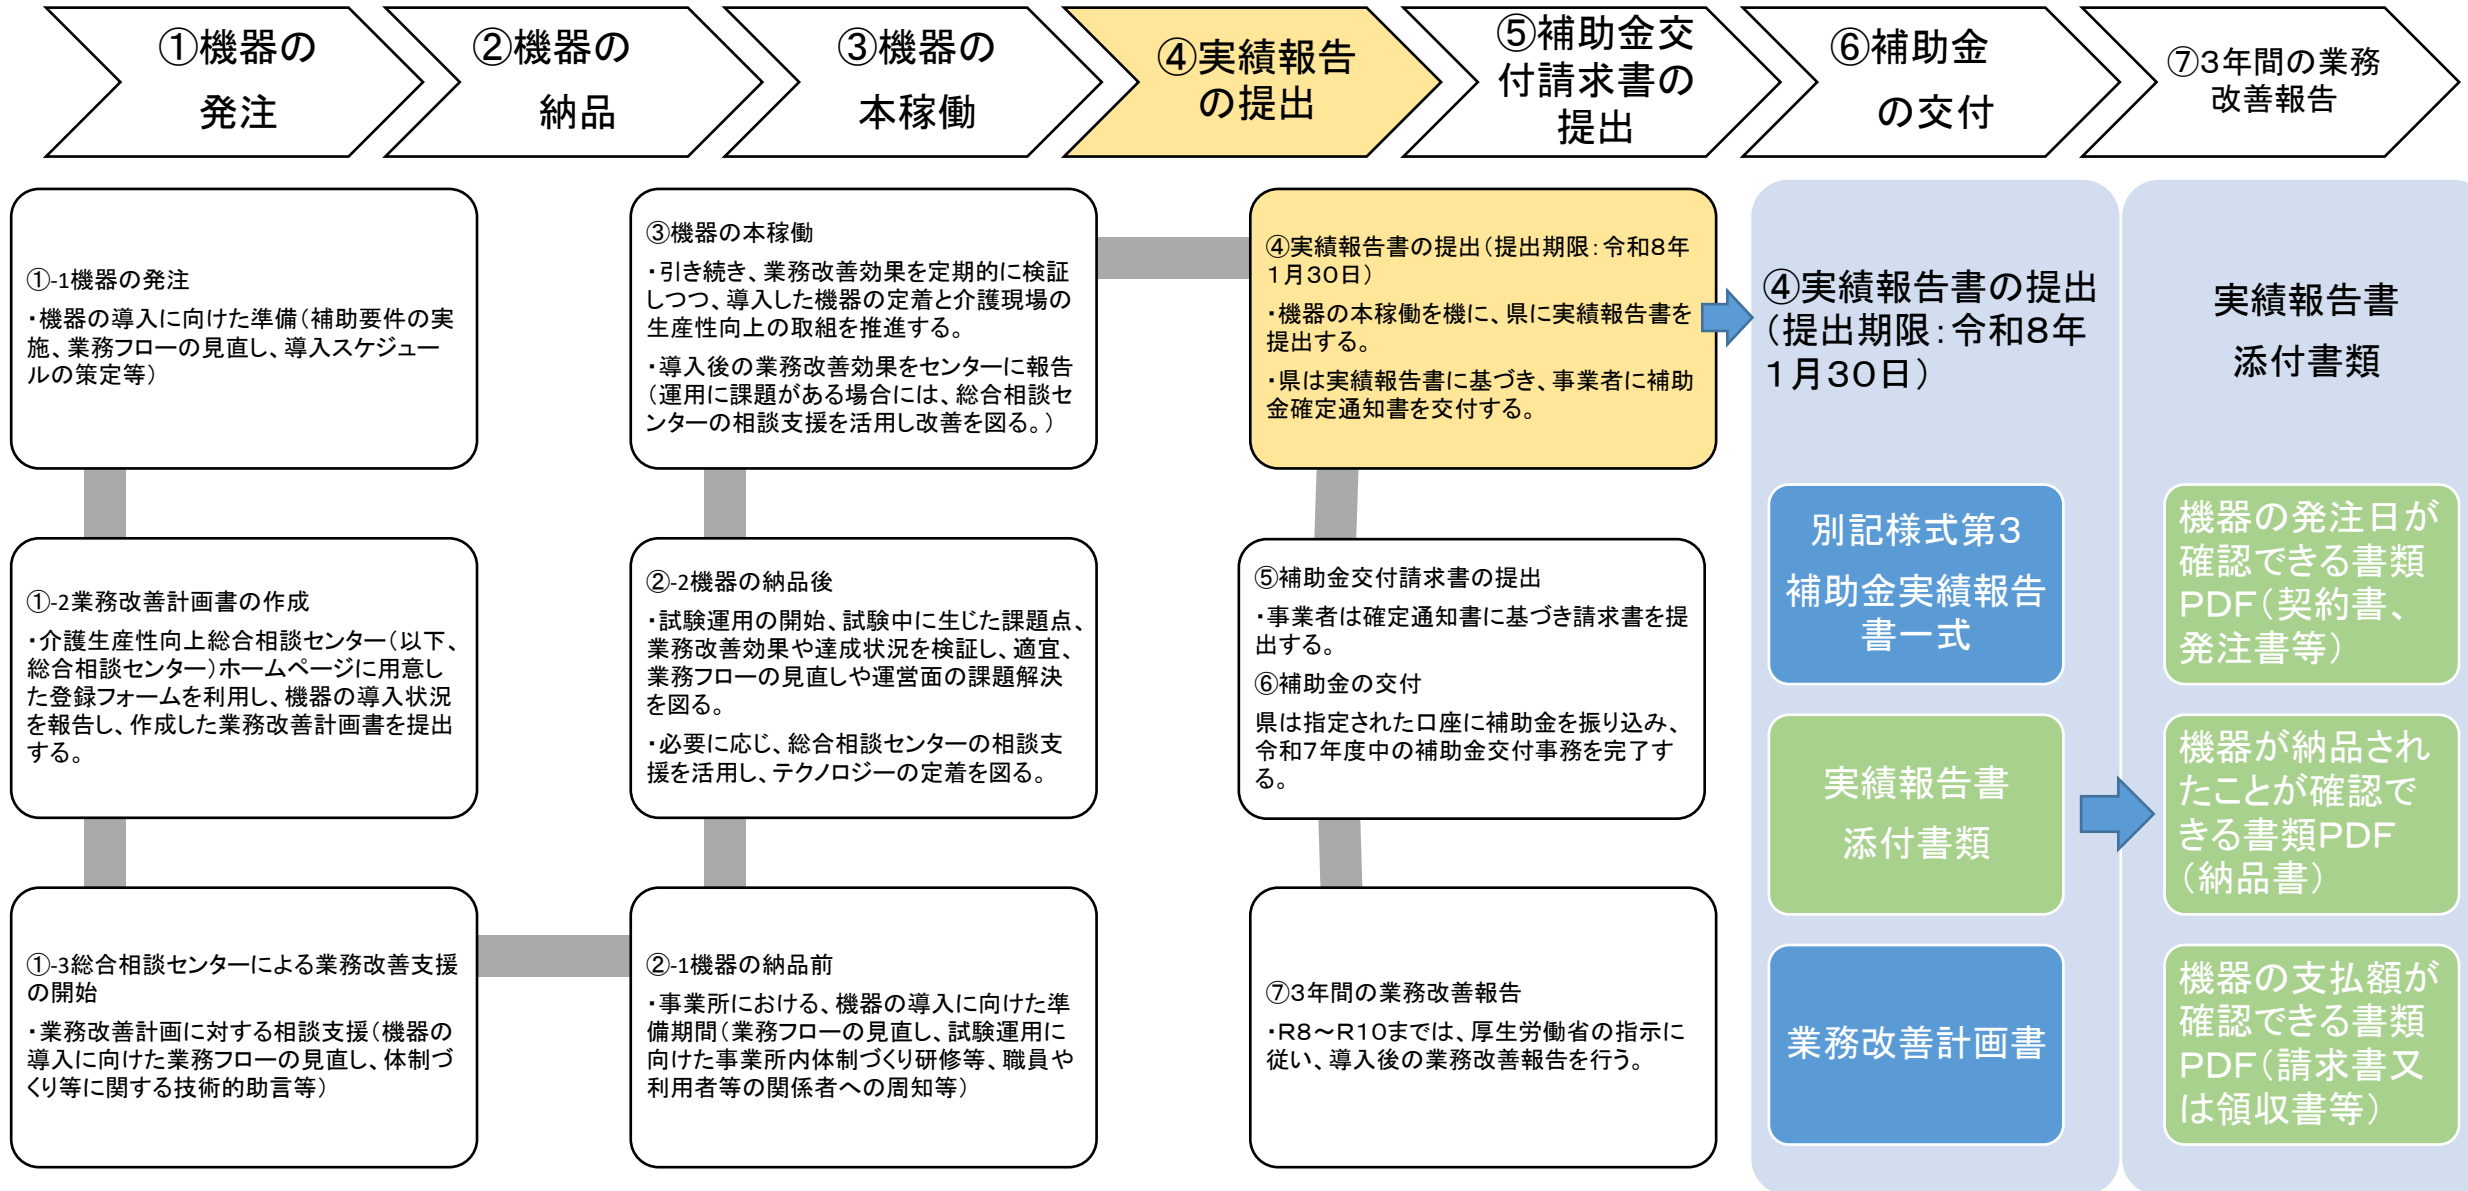 ①機器の
発注
②機器の
納品
③機器の
本稼働
④実績報告
の提出
⑤補助金交
付請求書の
提出
⑥補助金
の交付
⑦3年間の業務
改善報告
①-1機器の発注
・機器の導入に向けた準備（補助要件の実
施、業務フローの見直し、導入スケジュー
ルの策定等）
①-2業務改善計画書の作成
・介護生産性向上総合相談センター（以下、
総合相談センター）ホームページに用意し
た登録フォームを利用し、機器の導入状況
を報告し、作成した業務改善計画書を提出
する。
①-3総合相談センターによる業務改善支援
の開始
・業務改善計画に対する相談支援（機器の
導入に向けた業務フローの見直し、体制づ
くり等に関する技術的助言等）
②-1機器の納品前
・事業所における、機器の導入に向けた準
備期間（業務フローの見直し、試験運用に
向けた事業所内体制づくり研修等、職員や
利用者等の関係者への周知等）
②-2機器の納品後
・試験運用の開始、試験中に生じた課題点、
業務改善効果や達成状況を検証し、適宜、
業務フローの見直しや運営面の課題解決
を図る。
・必要に応じ、総合相談センターの相談支
援を活用し、テクノロジーの定着を図る。
③機器の本稼働
・引き続き、業務改善効果を定期的に検証
しつつ、導入した機器の定着と介護現場の
生産性向上の取組を推進する。
・導入後の業務改善効果をセンターに報告
（運用に課題がある場合には、総合相談セ
ンターの相談支援を活用し改善を図る。）
④実績報告書の提出（提出期限：令和8年
1月30日）
・機器の本稼働を機に、県に実績報告書を
提出する。
・県は実績報告書に基づき、事業者に補助
金確定通知書を交付する。
⑤補助金交付請求書の提出
・事業者は確定通知書に基づき請求書を提
出する。
⑥補助金の交付
県は指定された口座に補助金を振り込み、
令和7年度中の補助金交付事務を完了す
る。
⑦3年間の業務改善報告
・R8～R10までは、厚生労働省の指示に
従い、導入後の業務改善報告を行う。
④実績報告書の提出
（提出期限：令和8年
1月30日）
別記様式第3
補助金実績報告
書一式
実績報告書
添付書類
業務改善計画書
実績報告書
添付書類
機器の発注日が
確認できる書類
PDF（契約書、
発注書等）
機器が納品され
たことが確認で
きる書類PDF
（納品書）
機器の支払額が
確認できる書類
PDF（請求書又
は領収書等）